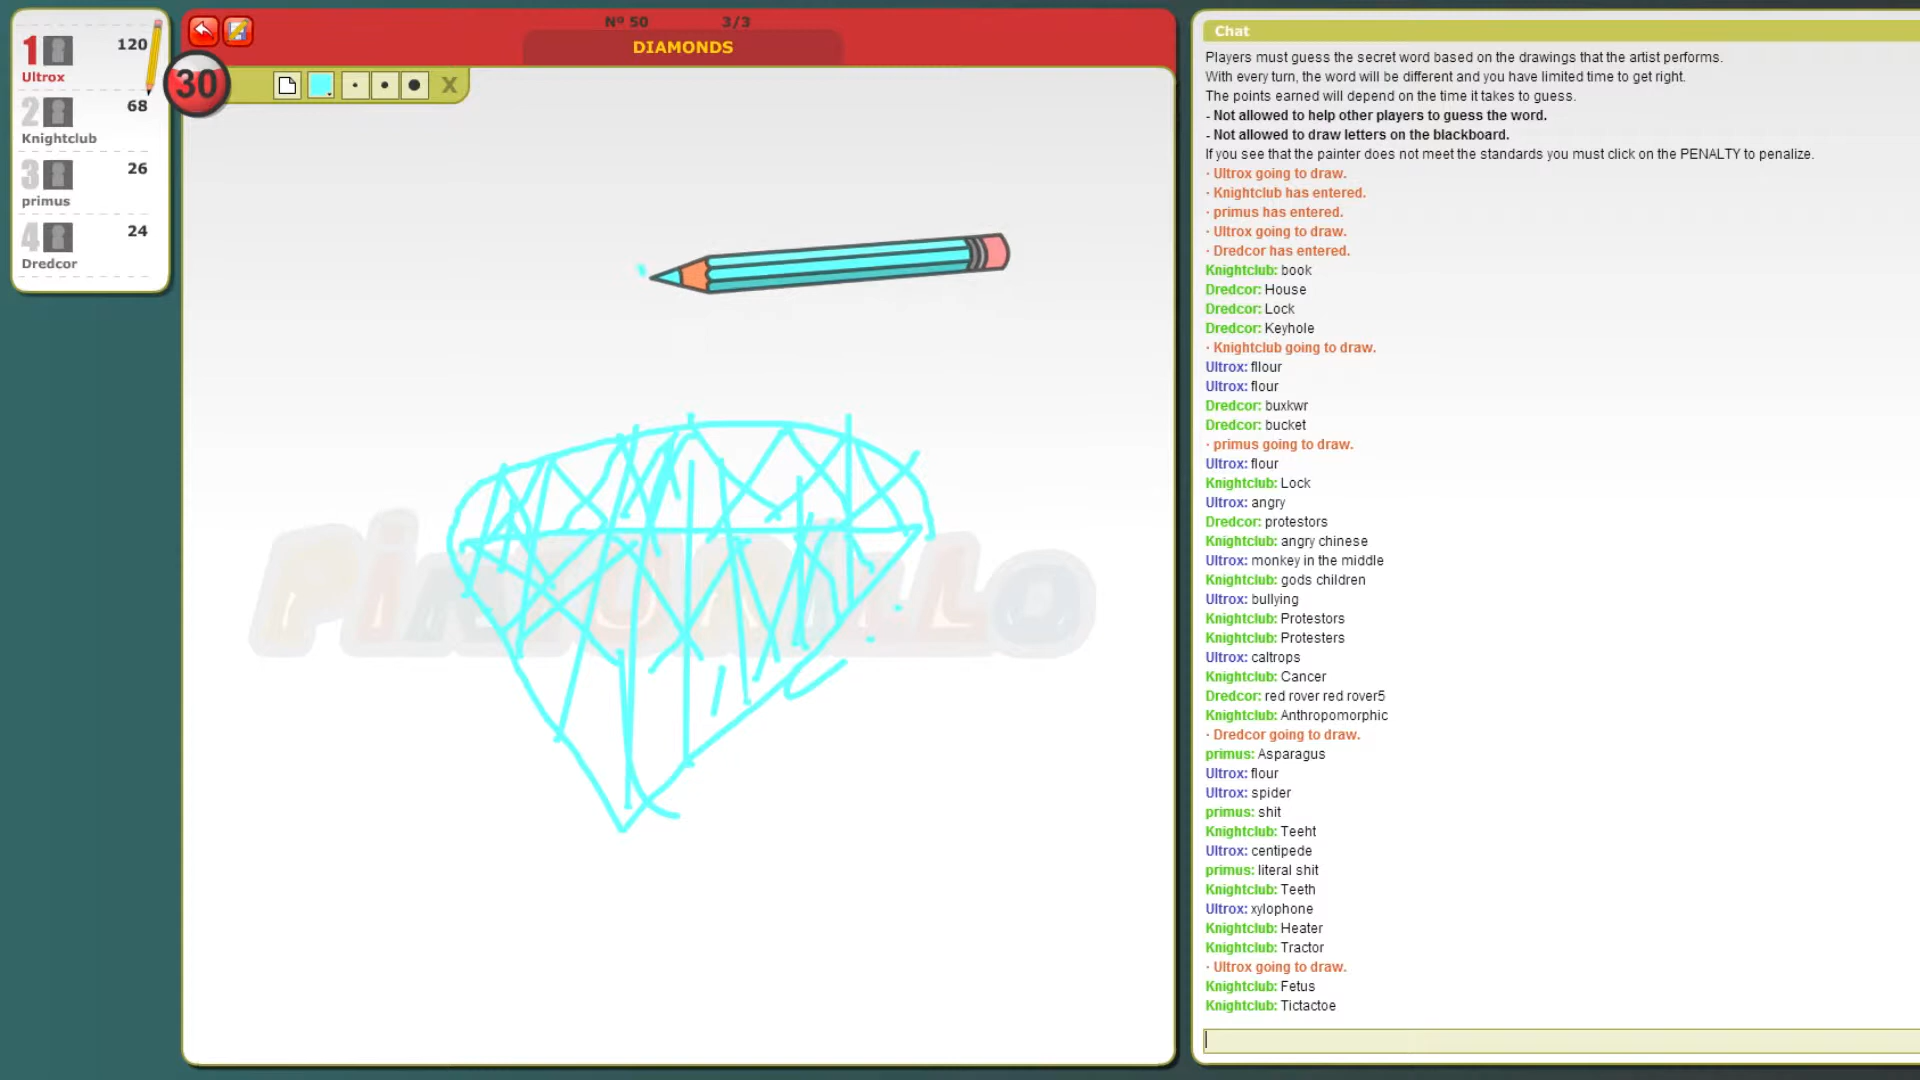 1
120
Ultrox
2
68
Knightclub
3
26
primus
4
24
Dredcor
Nº 50 3/3
DIAMONDS
30
X
Pinturillo
Chat
Players must guess the secret word based on the drawings that the artist performs.
With every turn, the word will be different and you have limited time to get right.
The points earned will depend on the time it takes to guess.
- Not allowed to help other players to guess the word.
- Not allowed to draw letters on the blackboard.
If you see that the painter does not meet the standards you must click on the PENALTY to penalize.
· Ultrox going to draw.
· Knightclub has entered.
· primus has entered.
· Ultrox going to draw.
· Dredcor has entered.
Knightclub: book
Dredcor: House
Dredcor: Lock
Dredcor: Keyhole
· Knightclub going to draw.
Ultrox: fllour
Ultrox: flour
Dredcor: buxkwr
Dredcor: bucket
· primus going to draw.
Ultrox: flour
Knightclub: Lock
Ultrox: angry
Dredcor: protestors
Knightclub: angry chinese
Ultrox: monkey in the middle
Knightclub: gods children
Ultrox: bullying
Knightclub: Protestors
Knightclub: Protesters
Ultrox: caltrops
Knightclub: Cancer
Dredcor: red rover red rover5
Knightclub: Anthropomorphic
· Dredcor going to draw.
primus: Asparagus
Ultrox: flour
Ultrox: spider
primus: shit
Knightclub: Teeht
Ultrox: centipede
primus: literal shit
Knightclub: Teeth
Ultrox: xylophone
Knightclub: Heater
Knightclub: Tractor
· Ultrox going to draw.
Knightclub: Fetus
Knightclub: Tictactoe